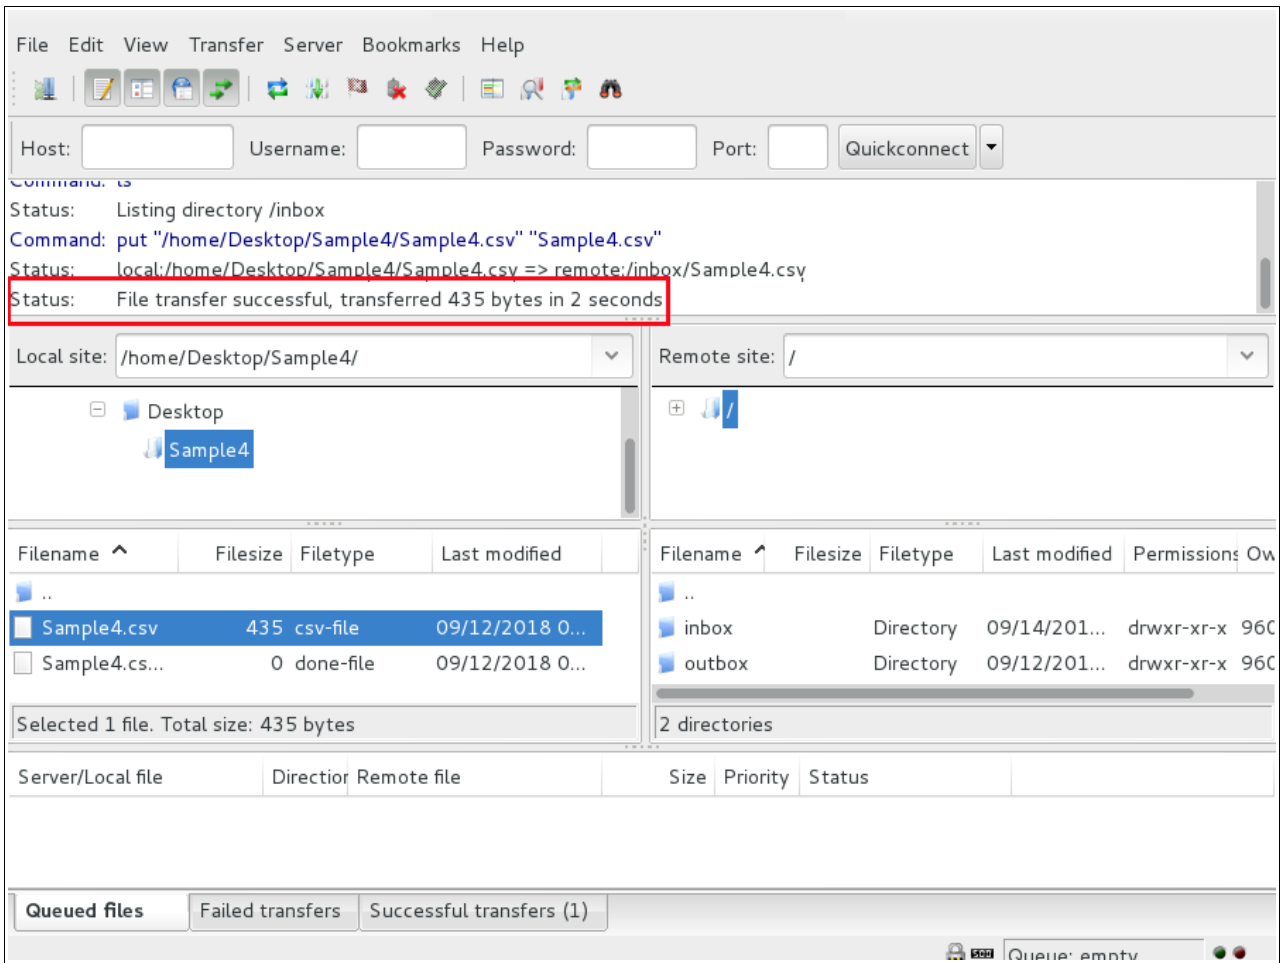 File Edit View Transfer Server Bookmarks Help
Host: Username: Password: Port: Quickconnect
Command: ls
Status: Listing directory /inbox
Command: put "/home/Desktop/Sample4/Sample4.csv" "Sample4.csv"
Status: local:/home/Desktop/Sample4/Sample4.csv => remote:/inbox/Sample4.csv
Status: File transfer successful, transferred 435 bytes in 2 seconds
Local site: /home/Desktop/Sample4/ Remote site: /
Desktop /
Sample4
Filename Filesize Filetype Last modified Filename Filesize Filetype Last modified Permissions Ow
.. ..
Sample4.csv 435 csv-file 09/12/2018 0... inbox Directory 09/14/201... drwxr-xr-x 960
Sample4.cs... 0 done-file 09/12/2018 0... outbox Directory 09/12/201... drwxr-xr-x 960
Selected 1 file. Total size: 435 bytes 2 directories
Server/Local file Direction Remote file Size Priority Status
Queued files Failed transfers Successful transfers (1)
Queue: empty